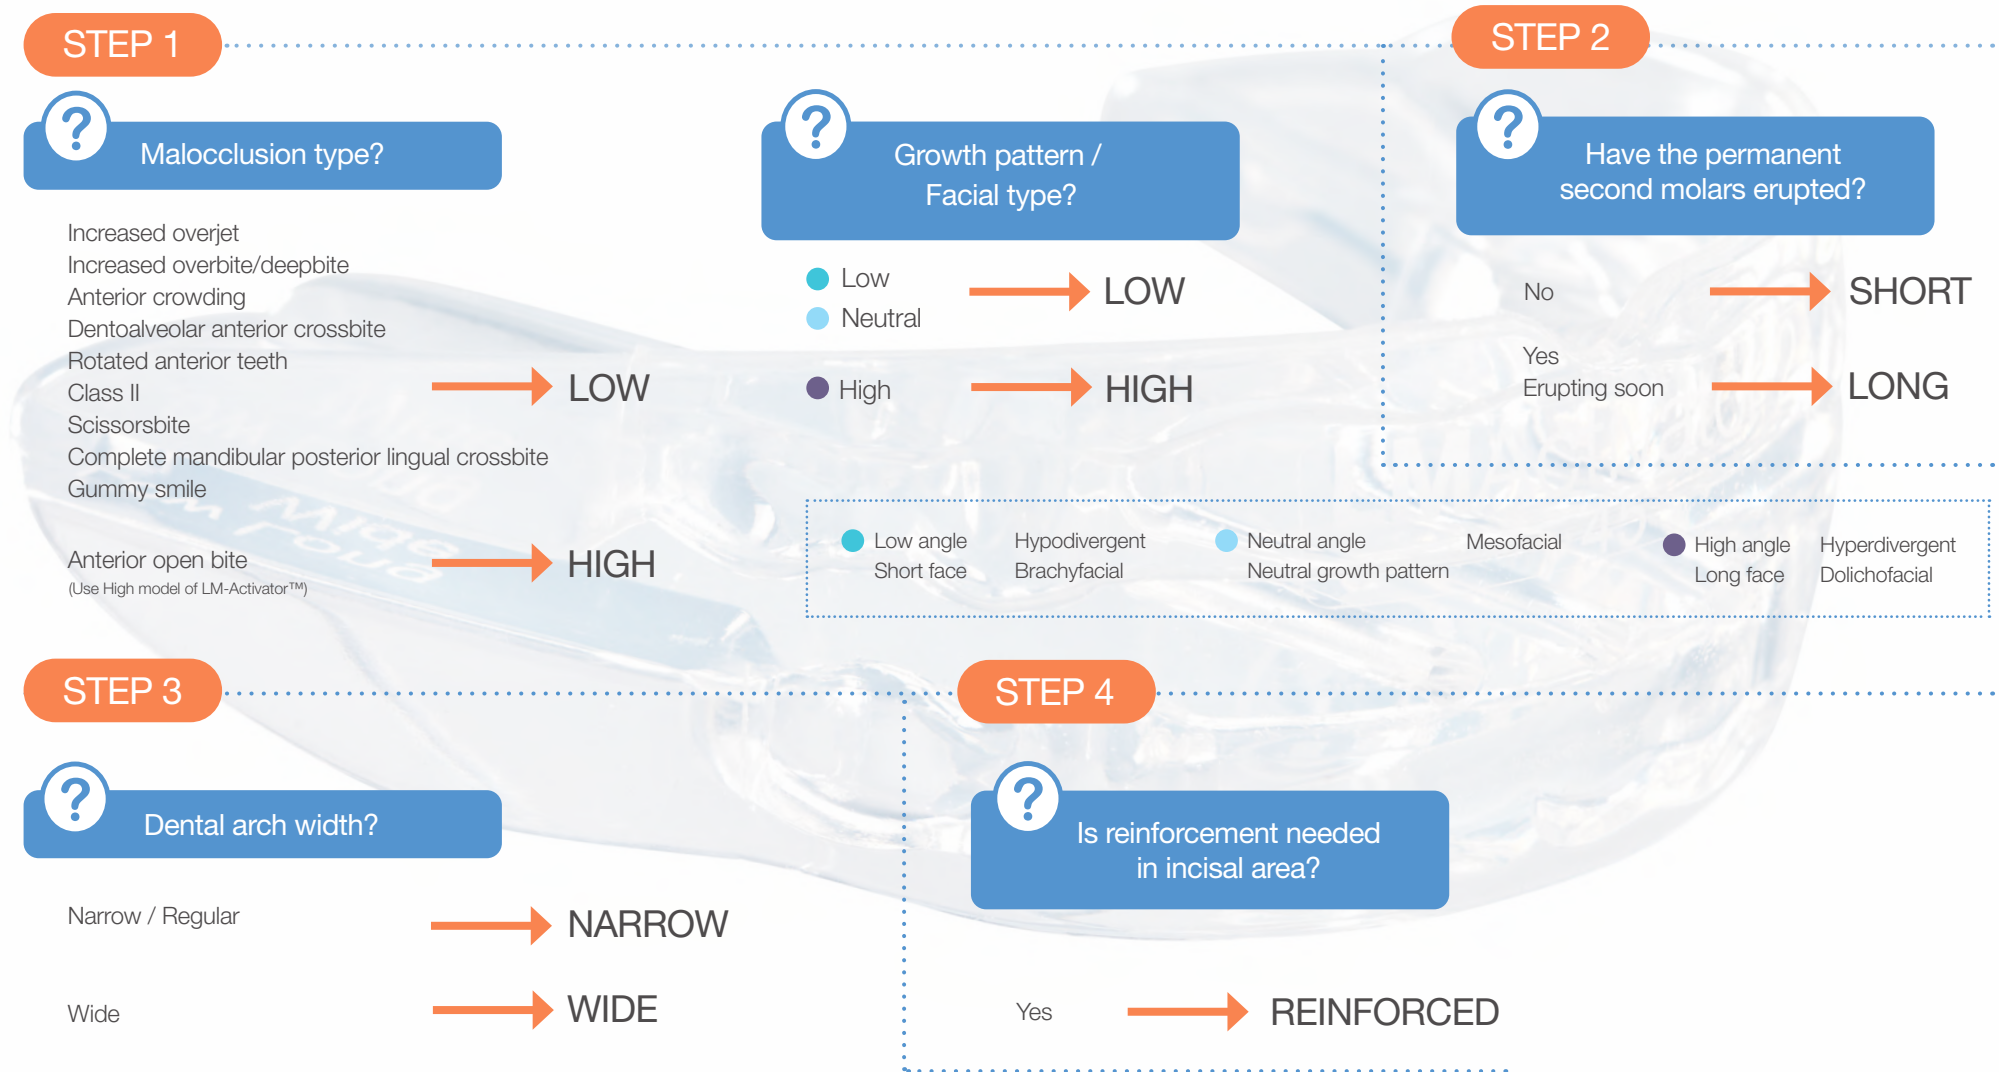 STEP 1
?
Malocclusion type?
Increased overjet
Increased overbite/deepbite
Anterior crowding
Dentoalveolar anterior crossbite
Rotated anterior teeth
Class II
Scissorsbite
Complete mandibular posterior lingual crossbite
Gummy smile
LOW
Anterior open bite
(Use High model of LM-Activator™)
HIGH
?
Growth pattern /
Facial type?
Low
Neutral
LOW
High
HIGH
STEP 2
?
Have the permanent
second molars erupted?
No
SHORT
Yes
Erupting soon
LONG
Low angle
Short face
Hypodivergent
Brachyfacial
Neutral angle
Neutral growth pattern
Mesofacial
High angle
Long face
Hyperdivergent
Dolichofacial
STEP 3
?
Dental arch width?
Narrow / Regular
NARROW
Wide
WIDE
STEP 4
?
Is reinforcement needed
in incisal area?
Yes
REINFORCED